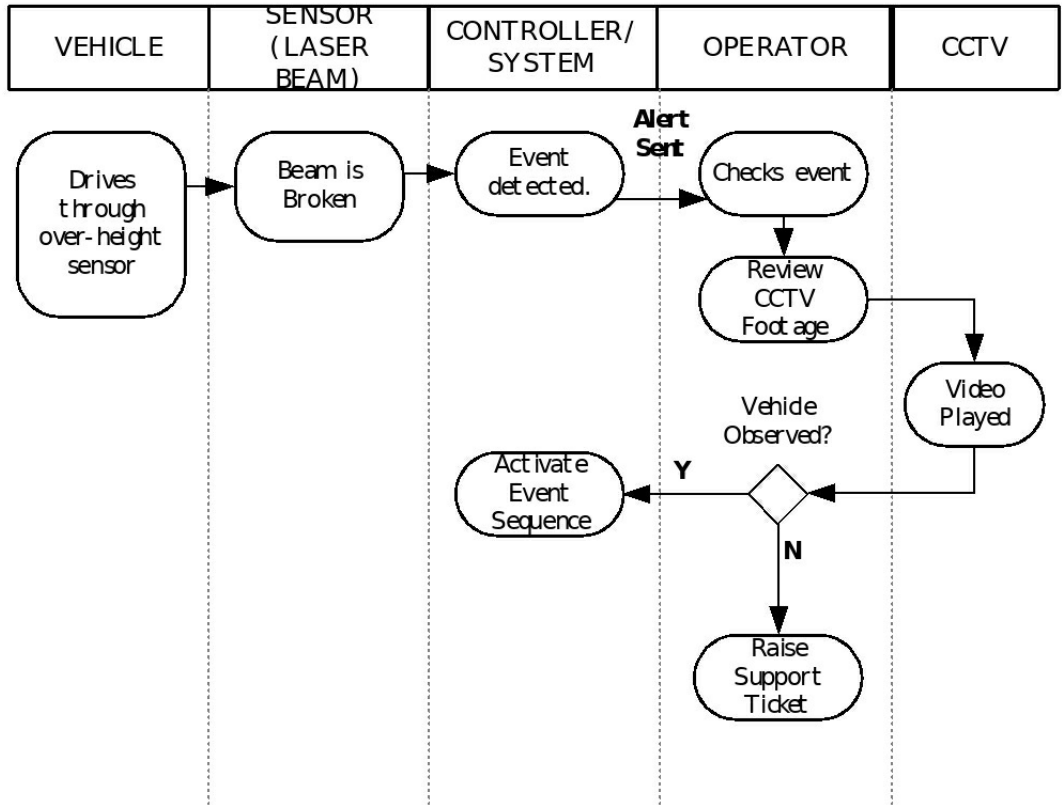 VEHICLE
SENSOR
(LASER
BEAM)
CONTROLLER/
SYSTEM
OPERATOR
CCTV
Drives
through
over-height
sensor
Beam is
Broken
Event
detected.
Alert
Sent
Checks event
Review
CCTV
Footage
Video
Played
Vehicle
Observed?
Y
Activate
Event
Sequence
N
Raise
Support
Ticket